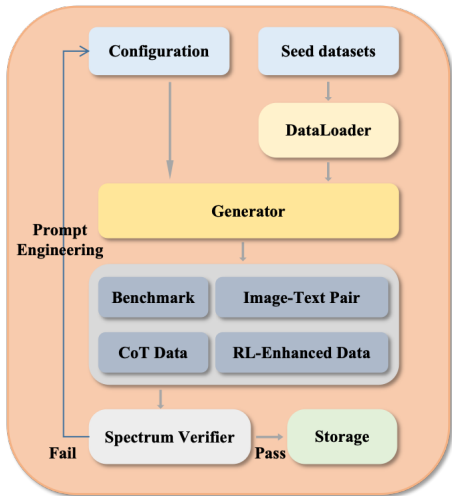 Configuration
Seed datasets
DataLoader
Generator
Prompt
Engineering
Benchmark
Image-Text Pair
CoT Data
RL-Enhanced Data
Spectrum Verifier
Storage
Fail
Pass